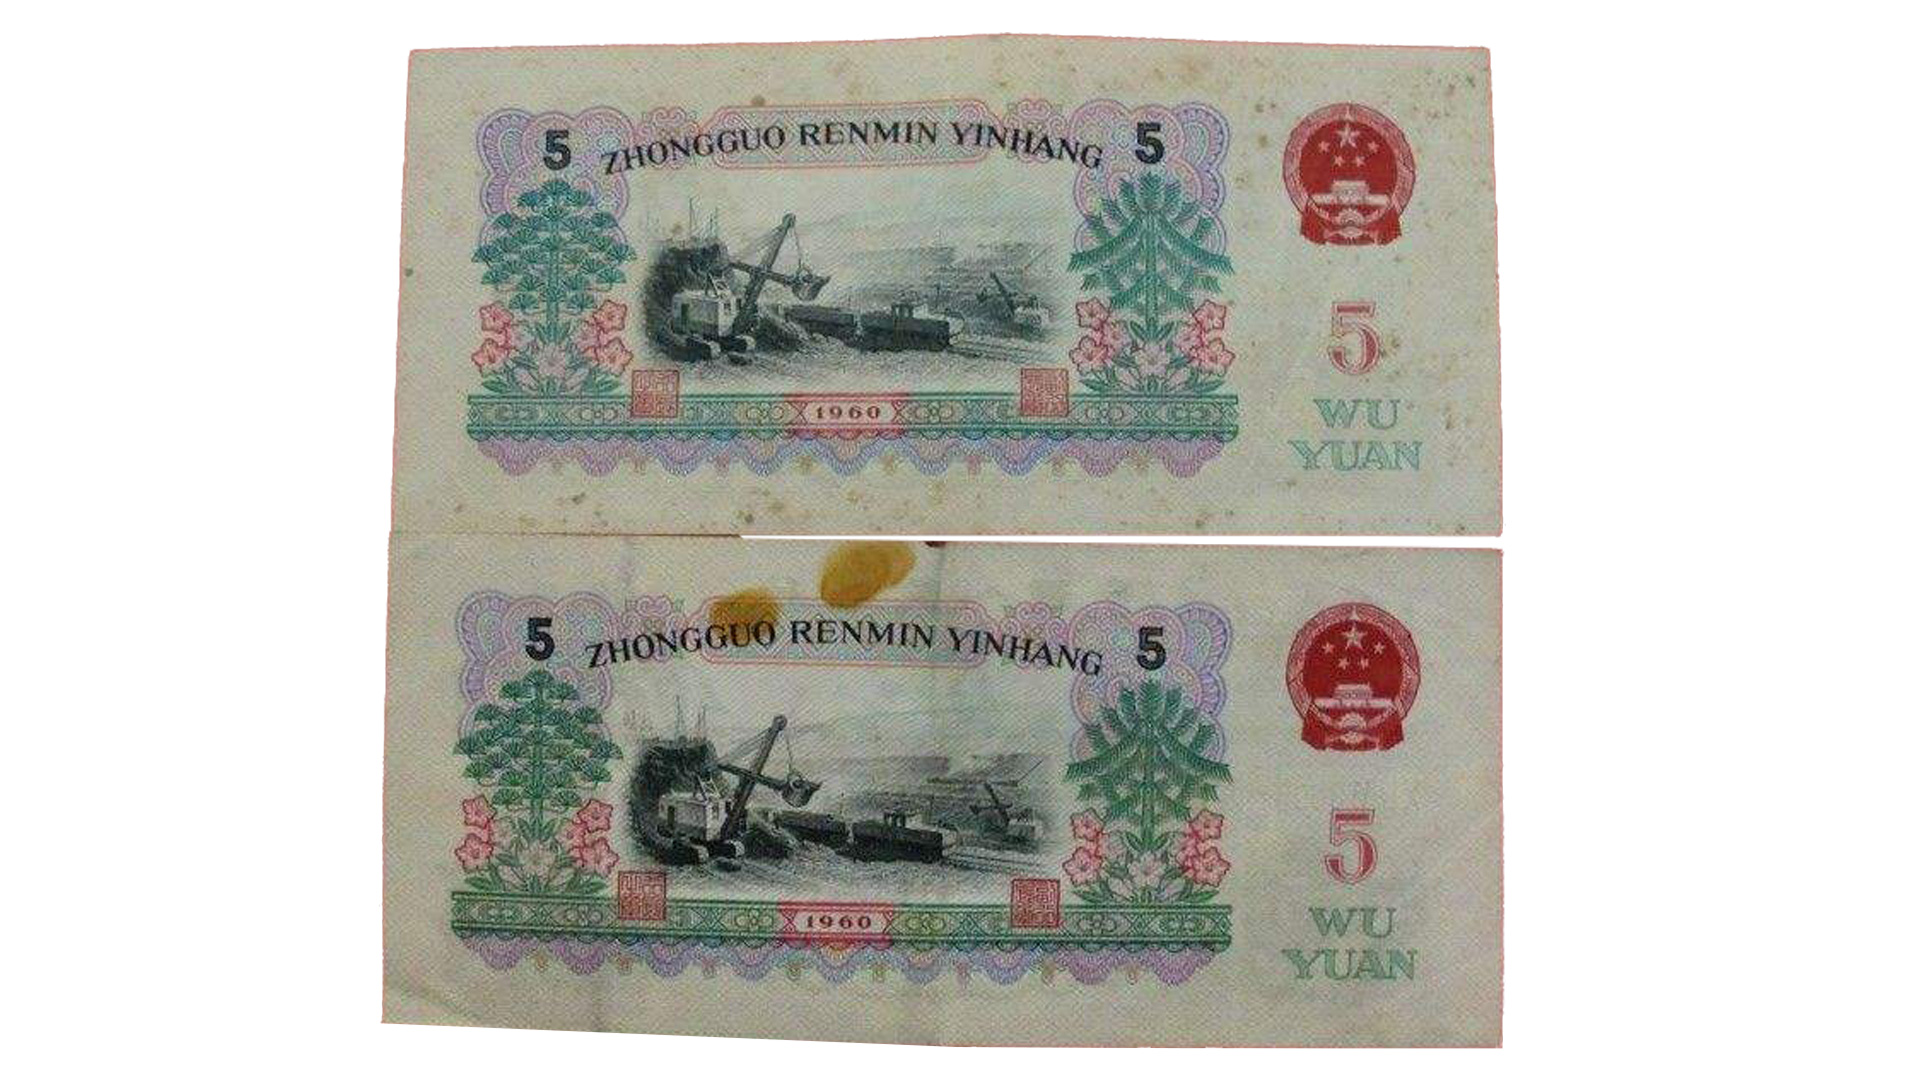 5 ZHONGGUO RENMIN YINHANG 5
5
1960
WU
YUAN
5 ZHONGGUO RENMIN YINHANG 5
5
1960
WU
YUAN